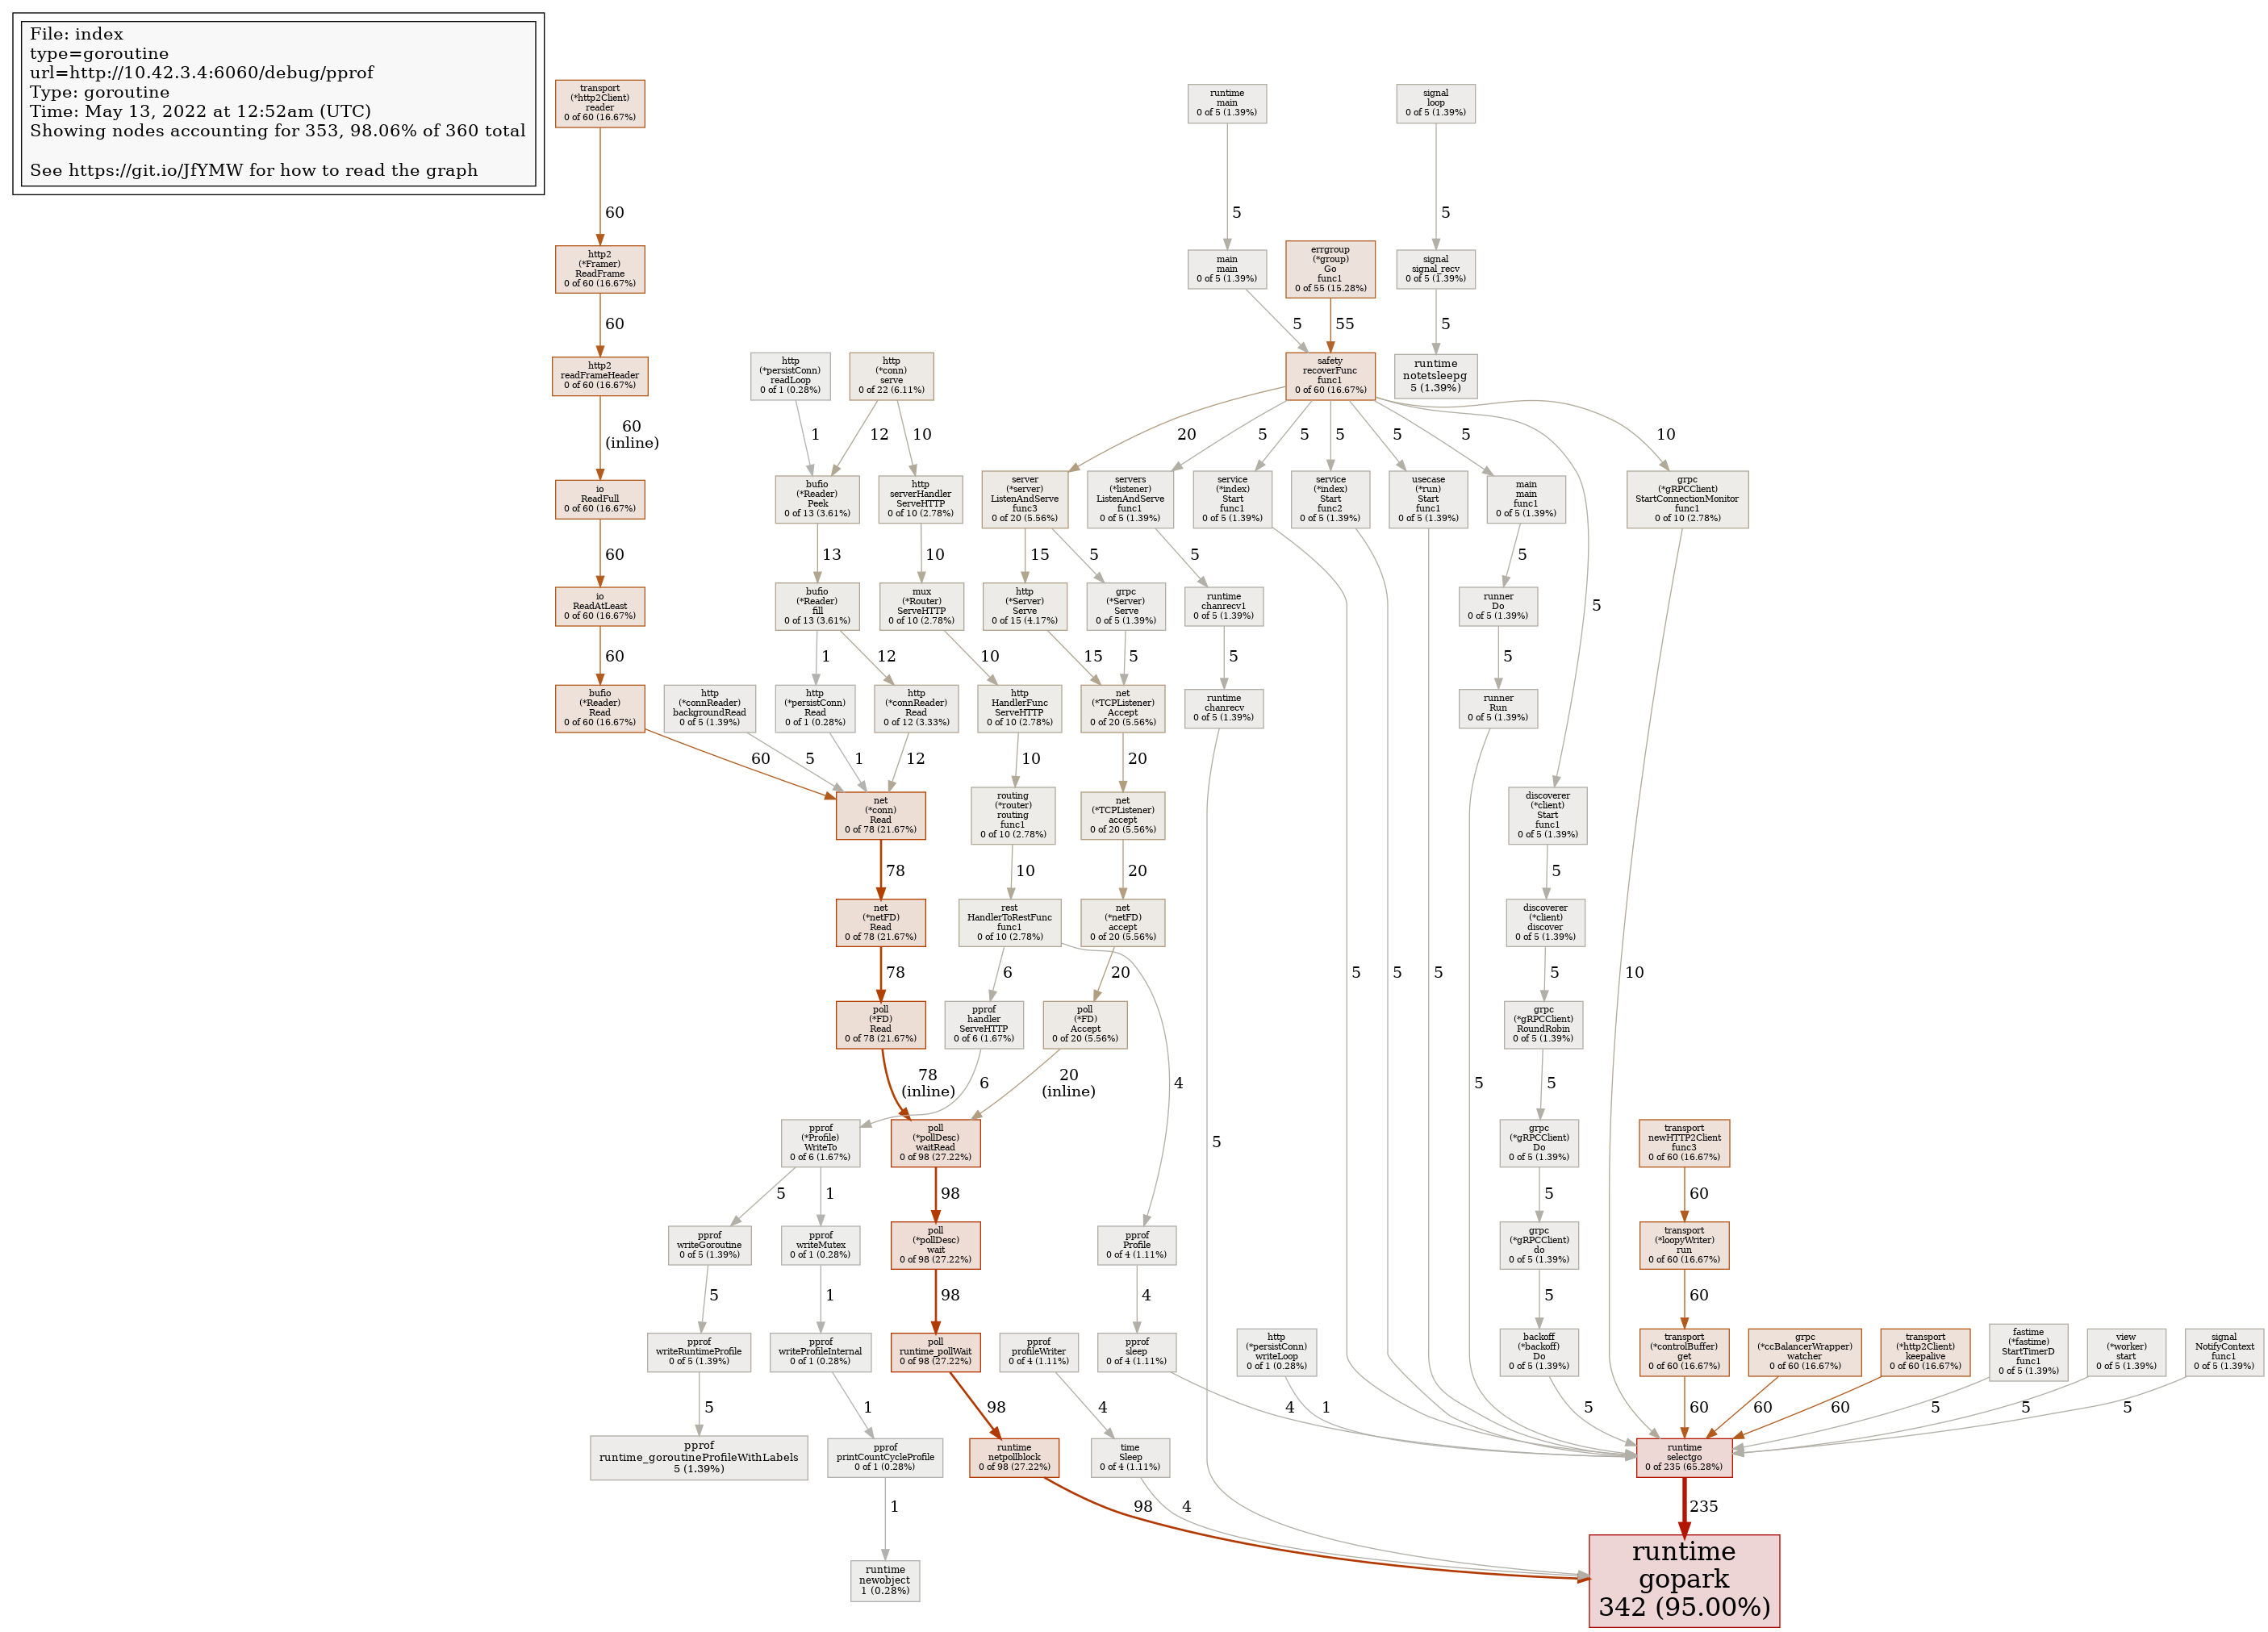 File: index
type=goroutine
url=http://10.42.3.4:6060/debug/pprof
Type: goroutine
Time: May 13, 2022 at 12:52am (UTC)
Showing nodes accounting for 353, 98.06% of 360 total
See https://git.io/JfYMW for how to read the graph
transport
(*http2Client)
reader
0 of 60 (16.67%)
runtime
main
0 of 5 (1.39%)
signal
loop
0 of 5 (1.39%)
60
5
5
http2
(*Framer)
ReadFrame
0 of 60 (16.67%)
main
main
0 of 5 (1.39%)
errgroup
(*group)
Go
func1
0 of 55 (15.28%)
signal
signal_recv
0 of 5 (1.39%)
60
5
55
5
http2
readFrameHeader
0 of 60 (16.67%)
http
(*persistConn)
readLoop
0 of 1 (0.28%)
http
(*conn)
serve
0 of 22 (6.11%)
safety
recoverFunc
func1
0 of 60 (16.67%)
runtime
notetsleepg
5 (1.39%)
60
(inline)
1
12
10
20
5
5
5
5
5
10
io
ReadFull
0 of 60 (16.67%)
bufio
(*Reader)
Peek
0 of 13 (3.61%)
http
serverHandler
ServeHTTP
0 of 10 (2.78%)
server
(*server)
ListenAndServe
func3
0 of 20 (5.56%)
servers
(*listener)
ListenAndServe
func1
0 of 5 (1.39%)
service
(*index)
Start
func1
0 of 5 (1.39%)
service
(*index)
Start
func2
0 of 5 (1.39%)
usecase
(*run)
Start
func1
0 of 5 (1.39%)
main
main
func1
0 of 5 (1.39%)
grpc
(*gRPCClient)
StartConnectionMonitor
func1
0 of 10 (2.78%)
60
13
10
15
5
5
5
5
io
ReadAtLeast
0 of 60 (16.67%)
bufio
(*Reader)
fill
0 of 13 (3.61%)
mux
(*Router)
ServeHTTP
0 of 10 (2.78%)
http
(*Server)
Serve
0 of 15 (4.17%)
grpc
(*Server)
Serve
0 of 5 (1.39%)
runtime
chanrecv1
0 of 5 (1.39%)
runner
Do
0 of 5 (1.39%)
60
1
12
10
15
5
5
5
bufio
(*Reader)
Read
0 of 60 (16.67%)
http
(*connReader)
backgroundRead
0 of 5 (1.39%)
http
(*persistConn)
Read
0 of 1 (0.28%)
http
(*connReader)
Read
0 of 12 (3.33%)
http
HandlerFunc
ServeHTTP
0 of 10 (2.78%)
net
(*TCPListener)
Accept
0 of 20 (5.56%)
runtime
chanrecv
0 of 5 (1.39%)
runner
Run
0 of 5 (1.39%)
60
5
1
12
10
20
net
(*conn)
Read
0 of 78 (21.67%)
routing
(*router)
routing
func1
0 of 10 (2.78%)
net
(*TCPListener)
accept
0 of 20 (5.56%)
discoverer
(*client)
Start
func1
0 of 5 (1.39%)
78
10
20
5
net
(*netFD)
Read
0 of 78 (21.67%)
rest
HandlerToRestFunc
func1
0 of 10 (2.78%)
net
(*netFD)
accept
0 of 20 (5.56%)
discoverer
(*client)
discover
0 of 5 (1.39%)
78
6
20
5
5
5
5
10
poll
(*FD)
Read
0 of 78 (21.67%)
pprof
handler
ServeHTTP
0 of 6 (1.67%)
poll
(*FD)
Accept
0 of 20 (5.56%)
grpc
(*gRPCClient)
RoundRobin
0 of 5 (1.39%)
78
(inline)
6
20
(inline)
4
5
5
pprof
(*Profile)
WriteTo
0 of 6 (1.67%)
poll
(*pollDesc)
waitRead
0 of 98 (27.22%)
5
grpc
(*gRPCClient)
Do
0 of 5 (1.39%)
transport
newHTTP2Client
func3
0 of 60 (16.67%)
5
1
98
5
60
pprof
writeGoroutine
0 of 5 (1.39%)
pprof
writeMutex
0 of 1 (0.28%)
poll
(*pollDesc)
wait
0 of 98 (27.22%)
pprof
Profile
0 of 4 (1.11%)
grpc
(*gRPCClient)
do
0 of 5 (1.39%)
transport
(*loopyWriter)
run
0 of 60 (16.67%)
5
1
98
4
5
60
pprof
writeRuntimeProfile
0 of 5 (1.39%)
pprof
writeProfileInternal
0 of 1 (0.28%)
poll
runtime_pollWait
0 of 98 (27.22%)
pprof
profileWriter
0 of 4 (1.11%)
pprof
sleep
0 of 4 (1.11%)
http
(*persistConn)
writeLoop
0 of 1 (0.28%)
backoff
(*backoff)
Do
0 of 5 (1.39%)
transport
(*controlBuffer)
get
0 of 60 (16.67%)
grpc
(*ccBalancerWrapper)
watcher
0 of 60 (16.67%)
transport
(*http2Client)
keepalive
0 of 60 (16.67%)
fastime
(*fastime)
StartTimerD
func1
0 of 5 (1.39%)
view
(*worker)
start
0 of 5 (1.39%)
signal
NotifyContext
func1
0 of 5 (1.39%)
5
1
98
4
4
1
5
60
60
60
5
5
5
pprof
runtime_goroutineProfileWithLabels
5 (1.39%)
pprof
printCountCycleProfile
0 of 1 (0.28%)
runtime
netpollblock
0 of 98 (27.22%)
time
Sleep
0 of 4 (1.11%)
runtime
selectgo
0 of 235 (65.28%)
1
98
4
235
runtime
newobject
1 (0.28%)
runtime
gopark
342 (95.00%)